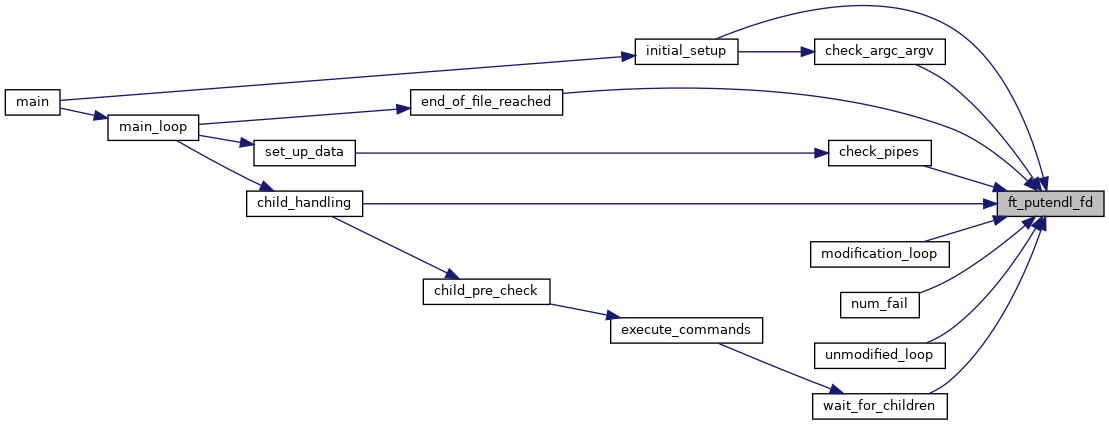 initial_setup
check_argc_argv
main
end_of_file_reached
main_loop
set_up_data
check_pipes
child_handling
ft_putendl_fd
modification_loop
child_pre_check
num_fail
execute_commands
unmodified_loop
wait_for_children